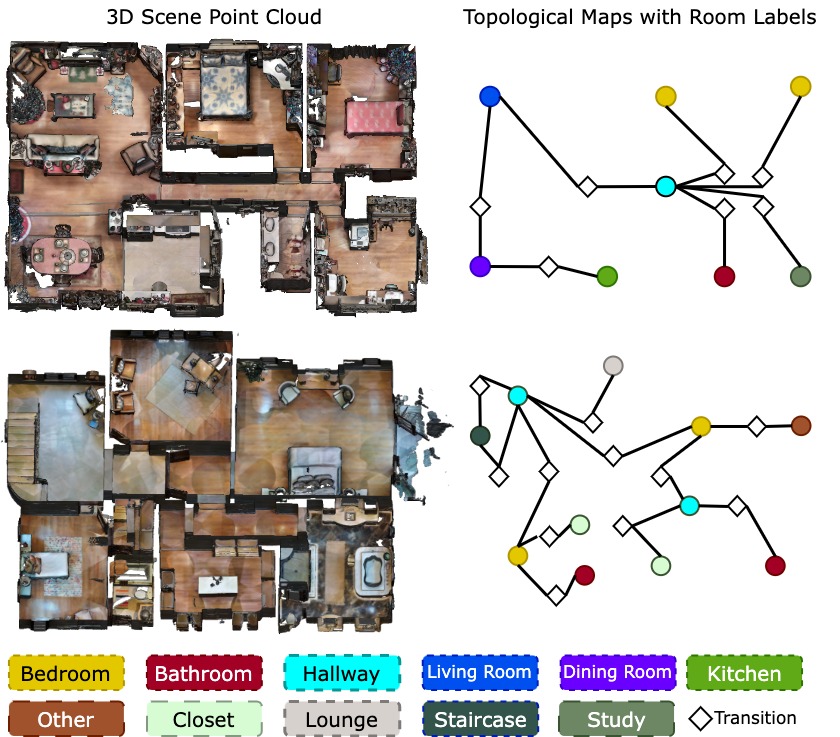 3D Scene Point Cloud
Topological Maps with Room Labels
Bedroom
Bathroom
Hallway
Living Room
Dining Room
Kitchen
Other
Closet
Lounge
Staircase
Study
Transition